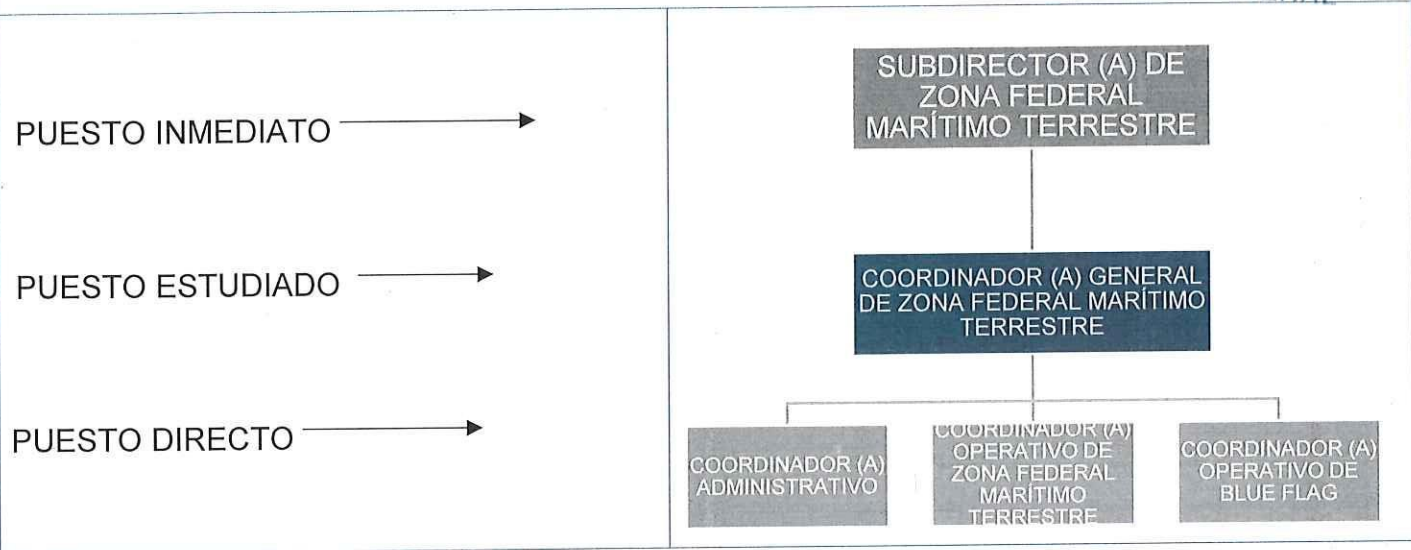 PUESTO INMEDIATO
SUBDIRECTOR (A) DE
ZONA FEDERAL
MARÍTIMO TERRESTRE
PUESTO ESTUDIADO
COORDINADOR (A) GENERAL
DE ZONA FEDERAL MARÍTIMO
TERRESTRE
PUESTO DIRECTO
COORDINADOR (A)
ADMINISTRATIVO
COORDINADOR (A)
OPERATIVO DE
ZONA FEDERAL
MARÍTIMO
TERRESTRE
COORDINADOR (A)
OPERATIVO DE
BLUE FLAG